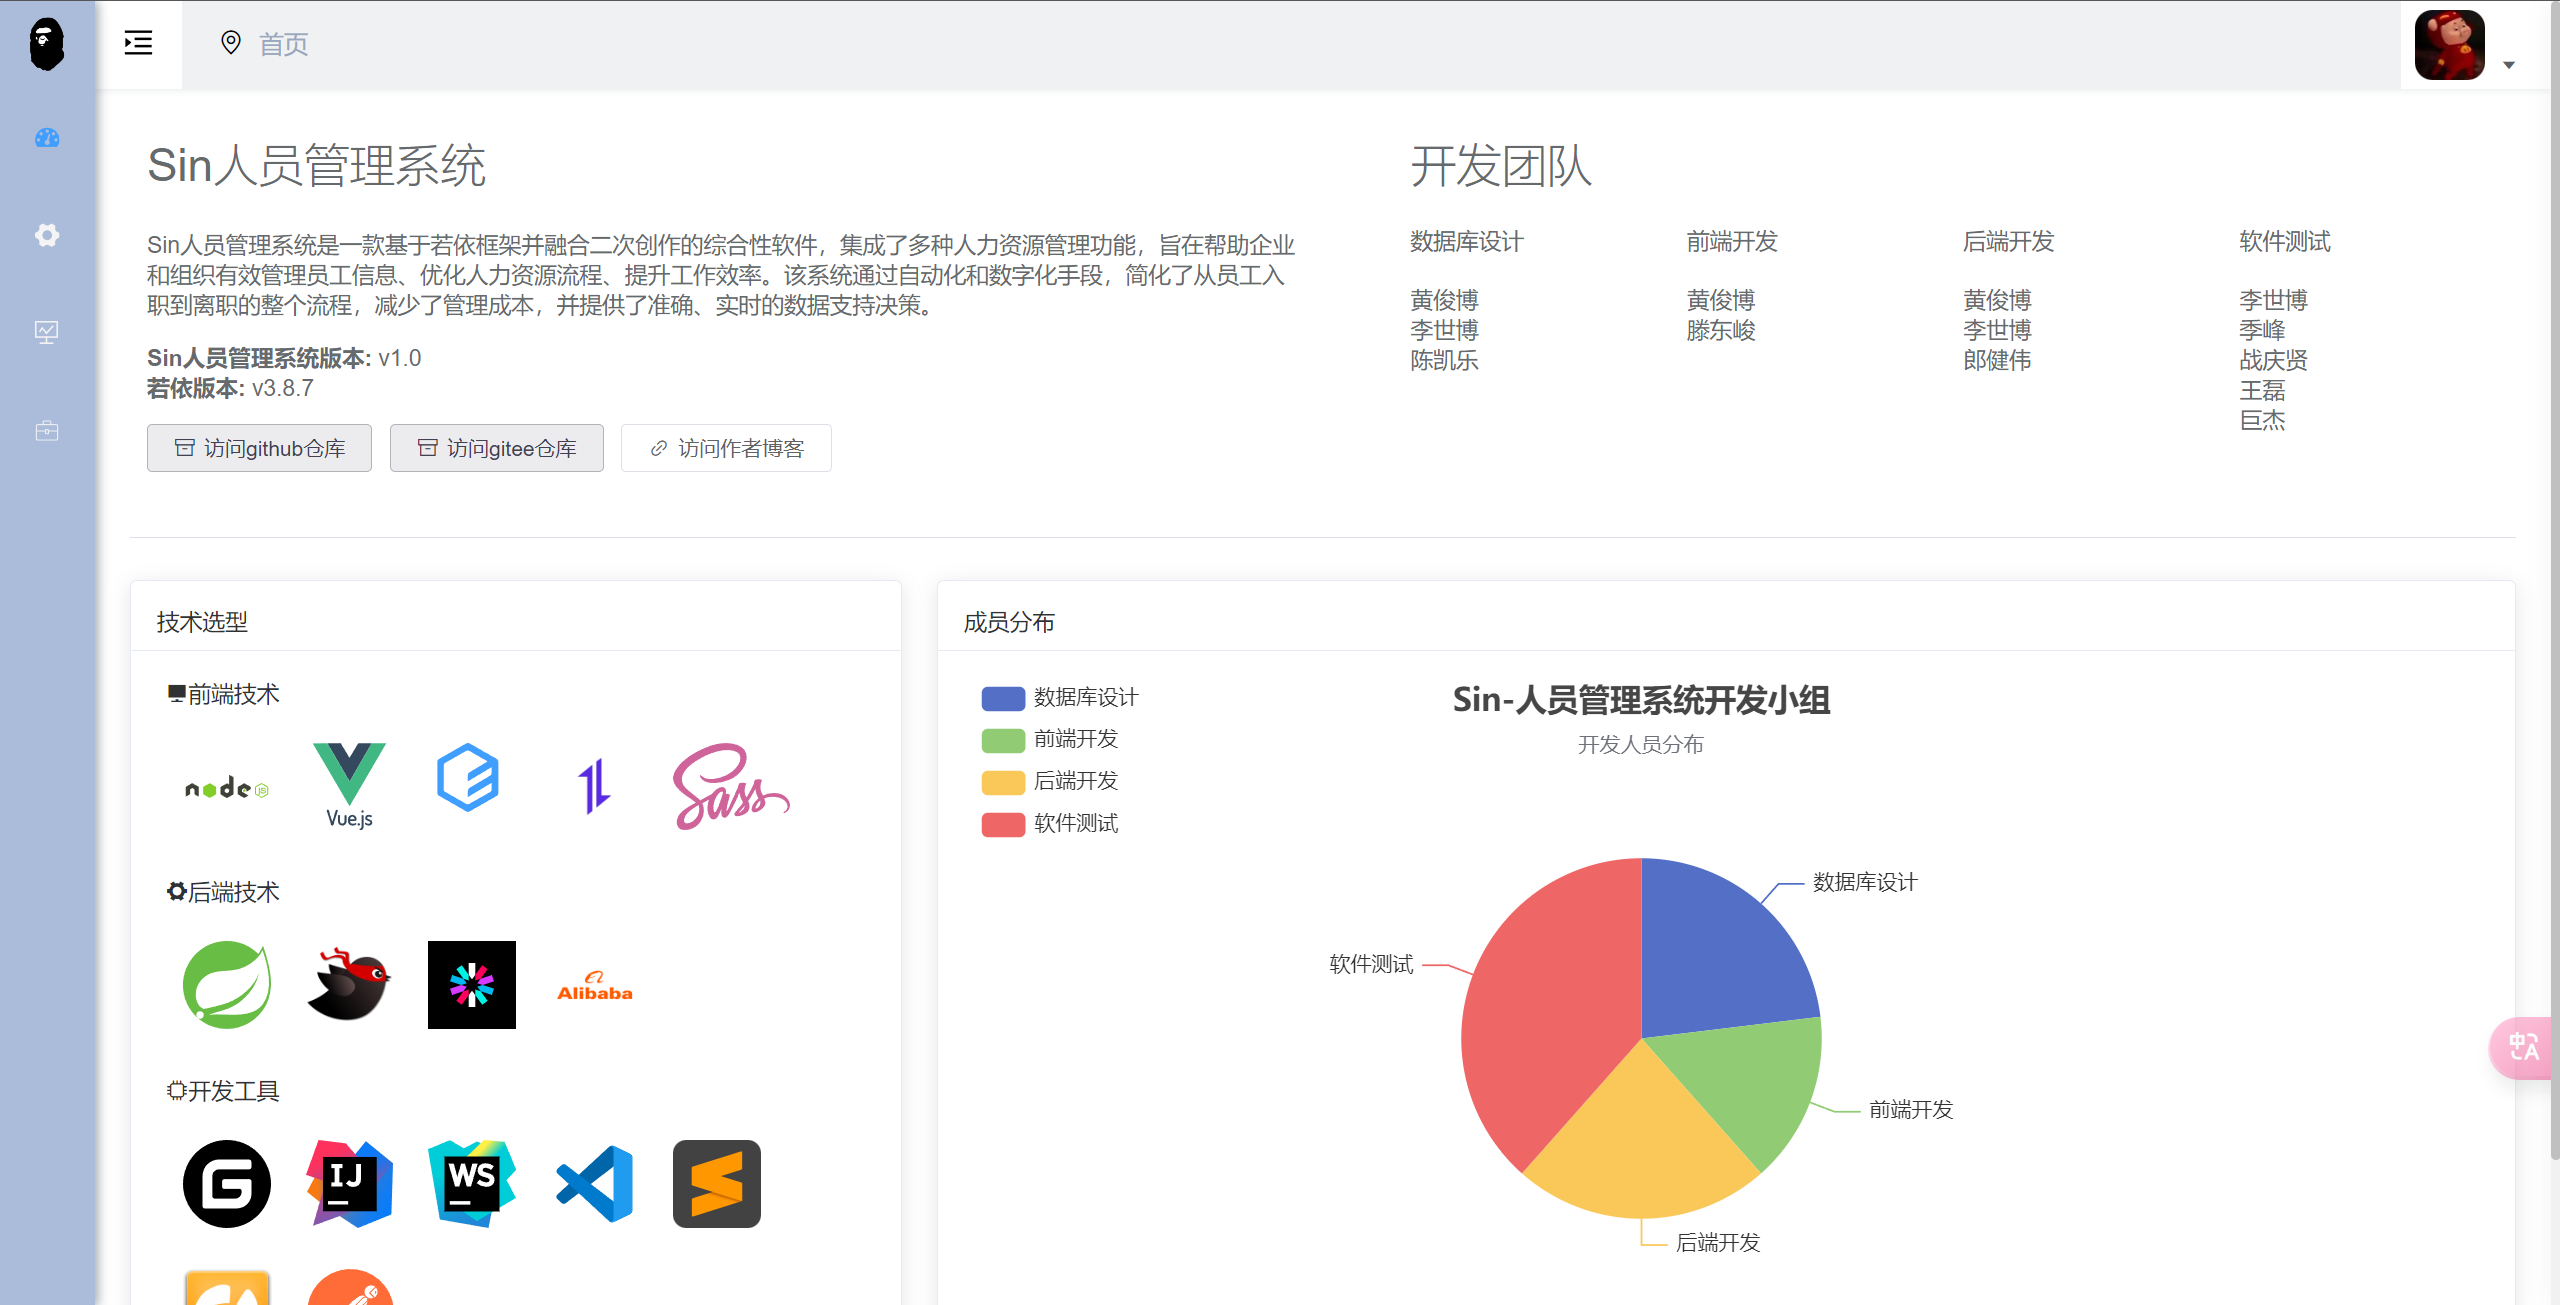 首页
Sin人员管理系统
Sin人员管理系统是一款基于若依框架并融合二次创作的综合性软件，集成了多种人力资源管理功能，旨在帮助企业
和组织有效管理员工信息、优化人力资源流程、提升工作效率。该系统通过自动化和数字化手段，简化了从员工入
职到离职的整个流程，减少了管理成本，并提供了准确、实时的数据支持决策。
Sin人员管理系统版本: v1.0
若依版本: v3.8.7
访问github仓库
访问gitee仓库
访问作者博客
开发团队
数据库设计
黄俊博
李世博
陈凯乐
前端开发
黄俊博
滕东峻
后端开发
黄俊博
李世博
郎健伟
软件测试
李世博
季峰
战庆贤
王磊
巨杰
技术选型
前端技术
node JS
Vue.js
Sass
后端技术
Alibaba
开发工具
G
IJ
WS
成员分布
数据库设计
前端开发
后端开发
软件测试
Sin-人员管理系统开发小组
开发人员分布
数据库设计
软件测试
前端开发
后端开发
中A